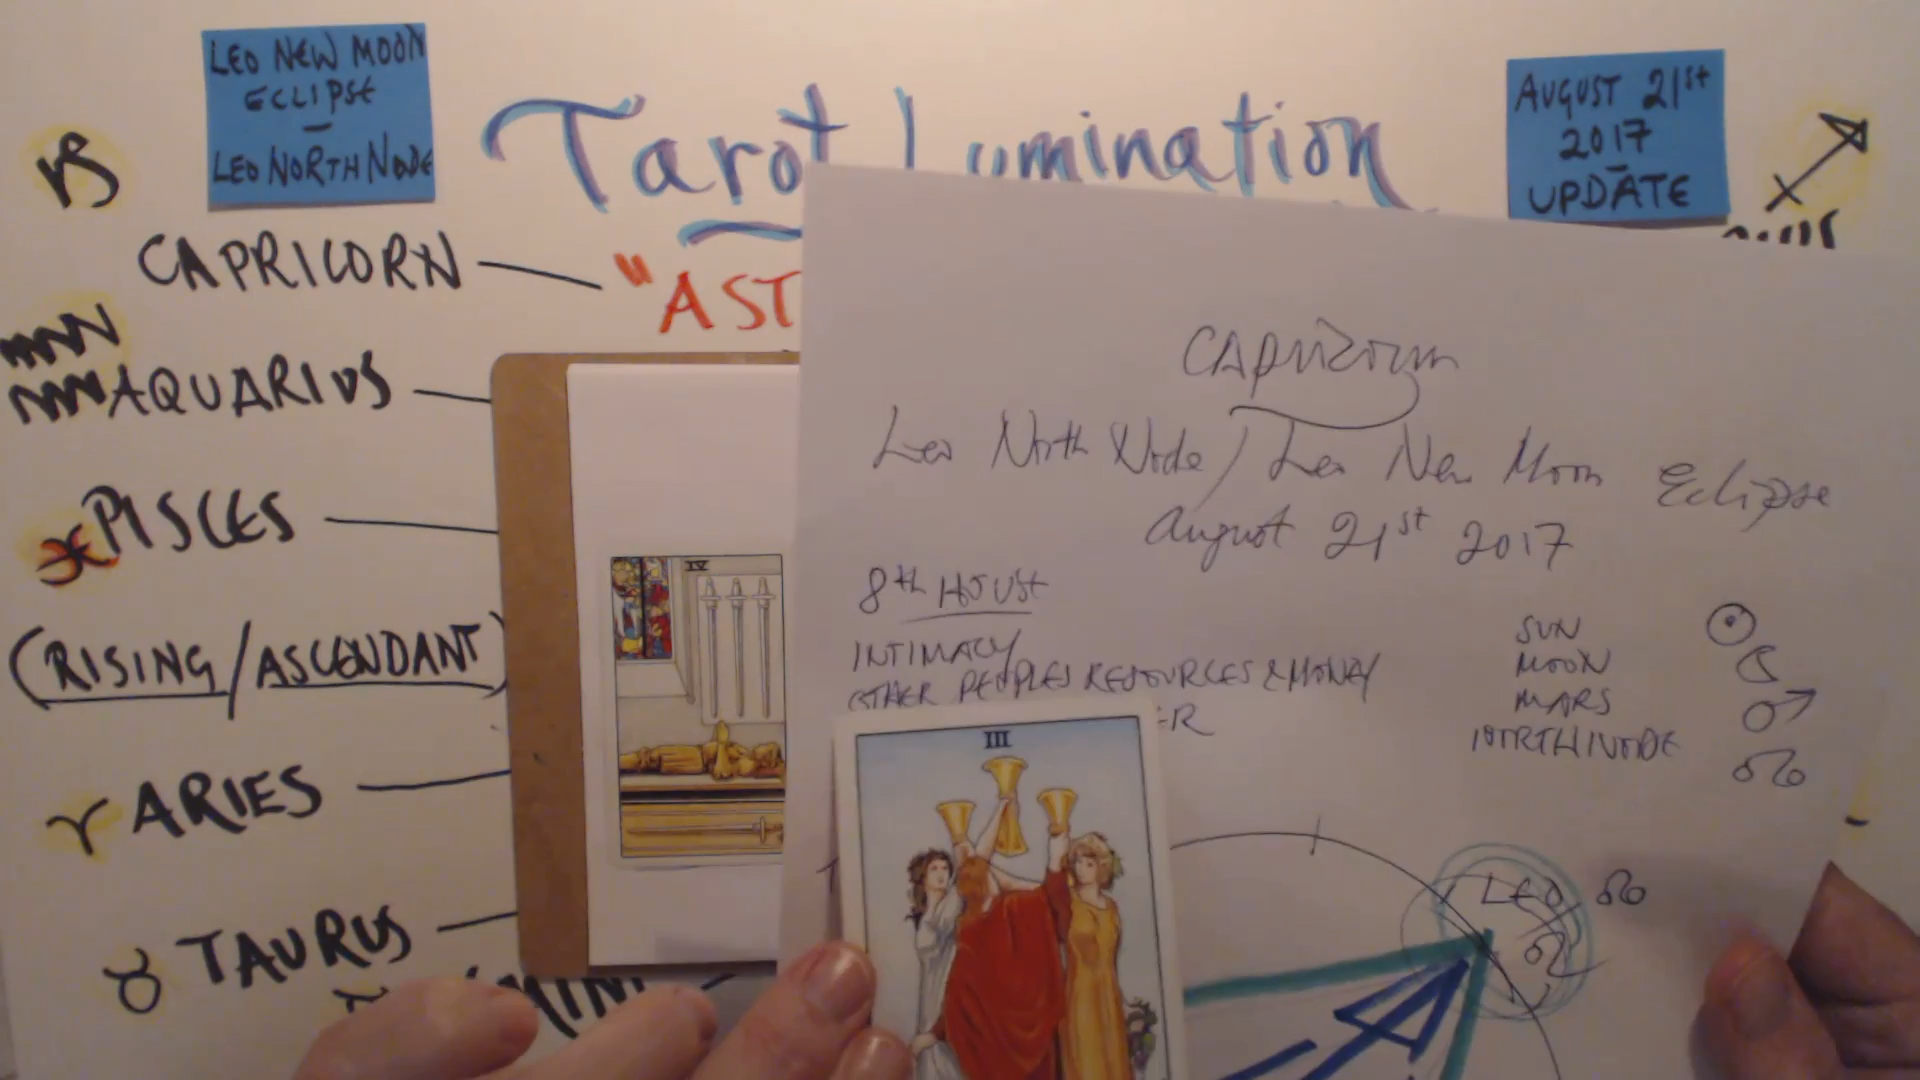 LEO NEW MOON
ECLIPSE
–
LEO NORTH NODE
Tarot Lumination
AUGUST 21st
2017
–
UPDATE
CAPRICORN
"AST
AQUARIUS
PISCES
(RISING/ASCENDANT)
ARIES
TAURUS
CAPRICORN
Leo North Node/Leo New Moon Eclipse
August 21st 2017
8th HOUSE
INTIMACY
OTHER PEOPLES RESOURCES & MONEY
SUN
MOON
MARS
NORTH NODE
IV
III
LEO